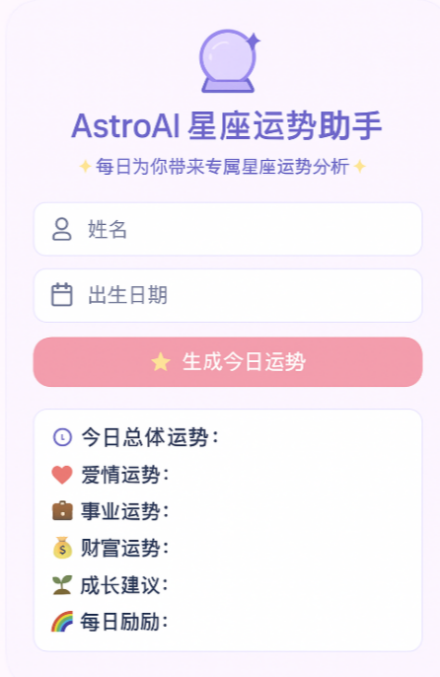 AstroAI 星座运势助手
每日为你带来专属星座运势分析
姓名
出生日期
生成今日运势
今日总体运势：
爱情运势：
事业运势：
财富运势：
成长建议：
每日励励：